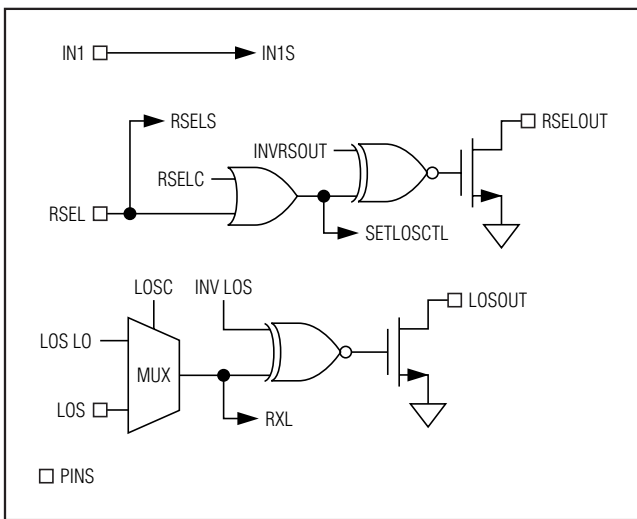 IN1
IN1S
RSELS
RSELOUT
INVRSOUT
RSELC
RSEL
SETLOSCTL
LOSC
INV LOS
LOSOUT
LOS LO
MUX
LOS
RXL
PINS